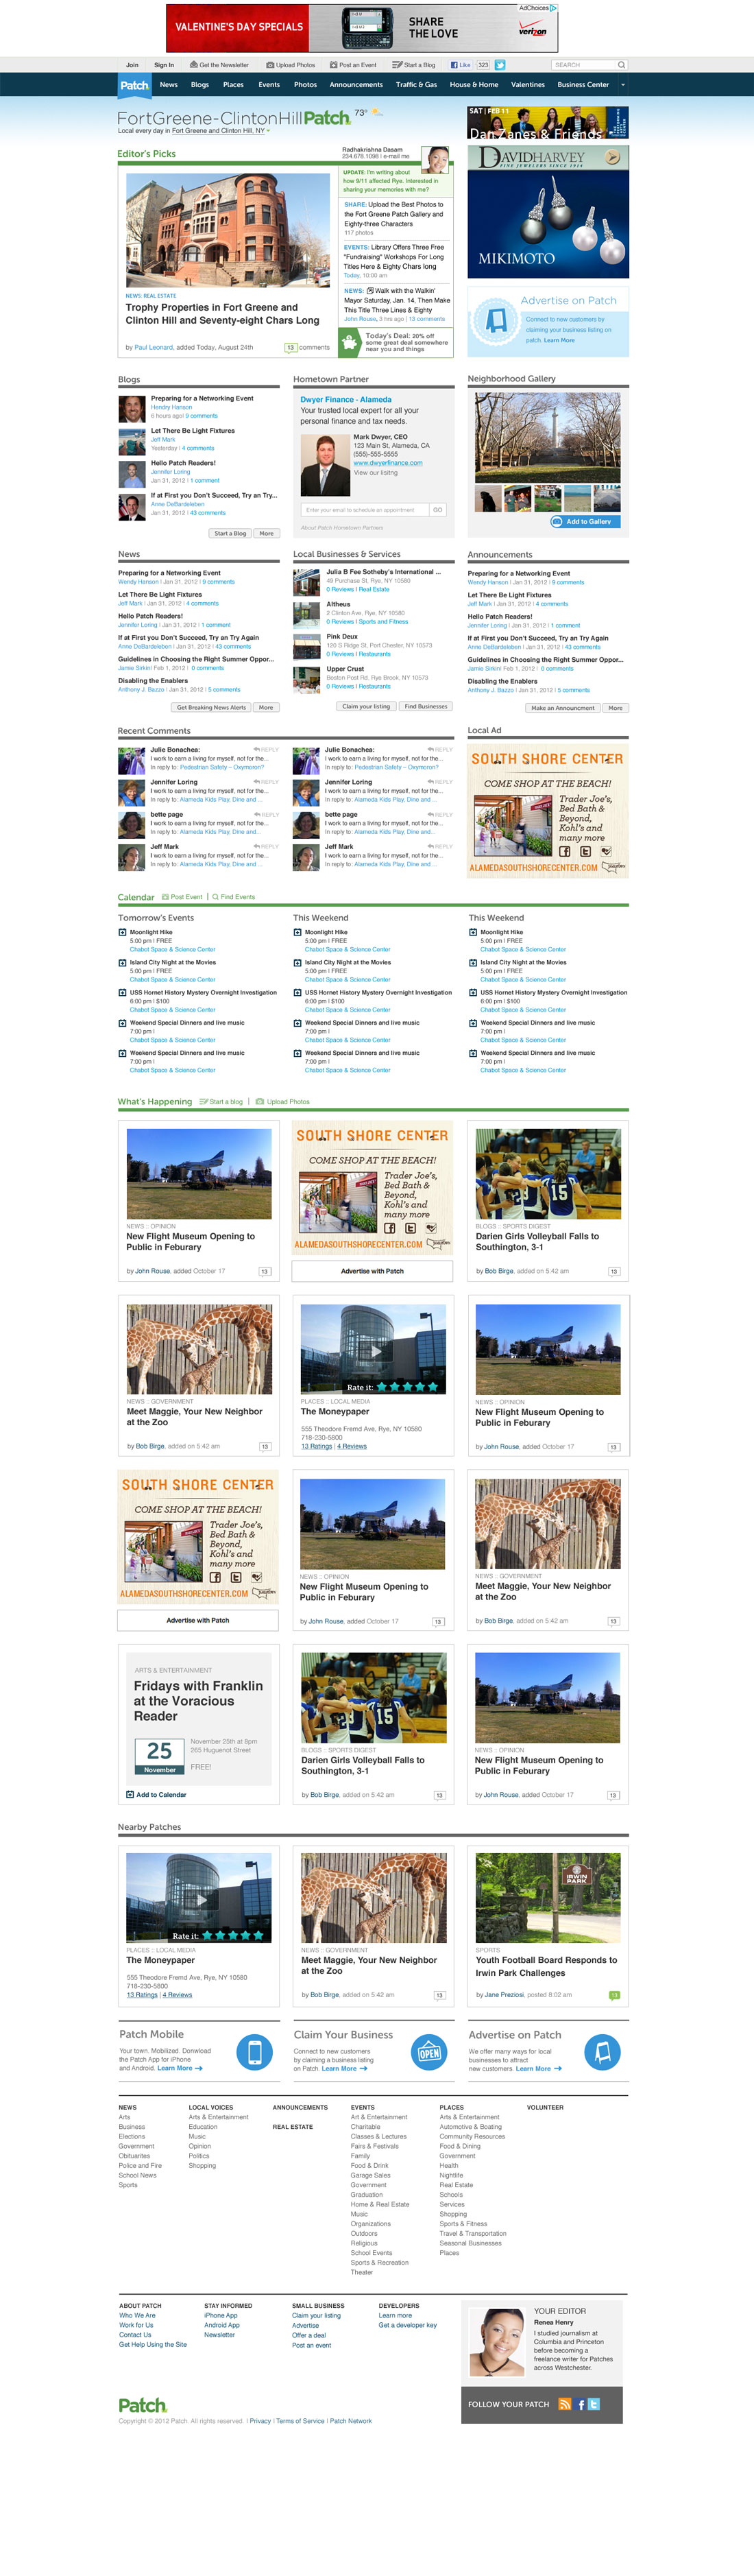 AdChoices
VALENTINE'S DAY SPECIALS
SHARE
THE LOVE
verizon
Join
Sign In
Get the Newsletter
Upload Photos
Post an Event
Start a Blog
Like
323
SEARCH
Patch
News
Blogs
Places
Events
Photos
Announcements
Traffic & Gas
House & Home
Valentines
Business Center
FortGreene-ClintonHillPatch
73°
Local every day in Fort Greene and Clinton Hill, NY
SAT | FEB 11
Dan Zanes & Friends
Editor's Picks
Radhakrishna Dasam
234.678.1098 | e-mail me
UPDATE: I'm writing about
how 9/11 affected Rye. Interested in
sharing your memories with me?
SHARE: Upload the Best Photos to
the Fort Greene Patch Gallery and
Eighty-three Characters
117 photos
EVENTS: Library Offers Three Free
"Fundraising" Workshops For Long
Titles Here & Eighty Chars long
Today, 10:00 am
NEWS: Walk with the Walkin'
Mayor Saturday, Jan. 14, Then Make
This Title Three Lines & Eighty
John Rouse, 3 hrs ago | 13 comments
Today's Deal: 20% off
some great deal somewhere
near you and things
NEWS: REAL ESTATE
Trophy Properties in Fort Greene and
Clinton Hill and Seventy-eight Chars Long
by Paul Leonard, added Today, August 24th
13 comments
DAVIDHARVEY
FINE JEWELERS SINCE 1914
MIKIMOTO
Advertise on Patch
Connect to new customers by
claiming your business listing on
patch. Learn More
Blogs
Preparing for a Networking Event
Hendry Hanson
6 hours ago| 9 comments
Let There Be Light Fixtures
Jeff Mark
Yesterday | 4 comments
Hello Patch Readers!
Jennifer Loring
Jan 31, 2012 | 1 comment
If at First you Don't Succeed, Try an Try...
Anne DeBardeleben
Jan 31, 2012 | 43 comments
Start a Blog
More
Hometown Partner
Dwyer Finance - Alameda
Your trusted local expert for all your
personal finance and tax needs.
Mark Dwyer, CEO
123 Main St, Alameda, CA
(555)-555-5555
www.dwyerfinance.com
View our lisitng
Enter your email to schedule an appointment
GO
About Patch Hometown Partners
Neighborhood Gallery
Add to Gallery
News
Preparing for a Networking Event
Wendy Hanson | Jan 31, 2012 | 9 comments
Let There Be Light Fixtures
Jeff Mark | Jan 31, 2012 | 4 comments
Hello Patch Readers!
Jennifer Loring | Jan 31, 2012 | 1 comment
If at First you Don't Succeed, Try an Try Again
Anne DeBardeleben | Jan 31, 2012 | 43 comments
Guidelines in Choosing the Right Summer Oppor...
Jamie Sirkin| Feb 1, 2012 | 0 comments
Disabling the Enablers
Anthony J. Bazzo | Jan 31, 2012 | 5 comments
Get Breaking News Alerts
More
Local Businesses & Services
Julia B Fee Sotheby's International ...
49 Purchase St, Rye, NY 10580
0 Reviews | Real Estate
Altheus
2 Clinton Ave, Rye, NY 10580
0 Reviews | Sports and Fitness
Pink Deux
120 S Ridge St, Port Chester, NY 10573
0 Reviews | Restaurants
Upper Crust
Boston Post Rd, Rye Brook, NY 10573
0 Reviews | Restaurants
Claim your listing
Find Businesses
Announcements
Preparing for a Networking Event
Wendy Hanson | Jan 31, 2012 | 9 comments
Let There Be Light Fixtures
Jeff Mark | Jan 31, 2012 | 4 comments
Hello Patch Readers!
Jennifer Loring | Jan 31, 2012 | 1 comment
If at First you Don't Succeed, Try an Try Again
Anne DeBardeleben | Jan 31, 2012 | 43 comments
Guidelines in Choosing the Right Summer Oppor...
Jamie Sirkin| Feb 1, 2012 | 0 comments
Disabling the Enablers
Anthony J. Bazzo | Jan 31, 2012 | 5 comments
Make an Announcment
More
Recent Comments
Julie Bonachea:
REPLY
I work to earn a living for myself, not for the...
In reply to: Pedestrian Safety – Oxymoron?
Jennifer Loring
REPLY
I work to earn a living for myself, not for the...
In reply to: Alameda Kids Play, Dine and ...
bette page
REPLY
I work to earn a living for myself, not for the...
In reply to: Alameda Kids Play, Dine and...
Jeff Mark
REPLY
I work to earn a living for myself, not for the...
In reply to: Alameda Kids Play, Dine and ...
Julie Bonachea:
REPLY
I work to earn a living for myself, not for the...
In reply to: Pedestrian Safety – Oxymoron?
Jennifer Loring
REPLY
I work to earn a living for myself, not for the...
In reply to: Alameda Kids Play, Dine and ...
bette page
REPLY
I work to earn a living for myself, not for the...
In reply to: Alameda Kids Play, Dine and...
Jeff Mark
REPLY
I work to earn a living for myself, not for the...
In reply to: Alameda Kids Play, Dine and ...
Local Ad
SOUTH SHORE CENTER
COME SHOP AT THE BEACH!
Trader Joe's,
Bed Bath &
Beyond,
Kohl's and
many more
ALAMEDASOUTHSHORECENTER.COM
Calendar
Post Event | Find Events
Tomorrow's Events
Moonlight Hike
5:00 pm | FREE
Chabot Space & Science Center
Island City Night at the Movies
5:00 pm | FREE
Chabot Space & Science Center
USS Hornet History Mystery Overnight Investigation
6:00 pm | $100
Chabot Space & Science Center
Weekend Special Dinners and live music
7:00 pm |
Chabot Space & Science Center
Weekend Special Dinners and live music
7:00 pm |
Chabot Space & Science Center
This Weekend
Moonlight Hike
5:00 pm | FREE
Chabot Space & Science Center
Island City Night at the Movies
5:00 pm | FREE
Chabot Space & Science Center
USS Hornet History Mystery Overnight Investigation
6:00 pm | $100
Chabot Space & Science Center
Weekend Special Dinners and live music
7:00 pm |
Chabot Space & Science Center
Weekend Special Dinners and live music
7:00 pm |
Chabot Space & Science Center
This Weekend
Moonlight Hike
5:00 pm | FREE
Chabot Space & Science Center
Island City Night at the Movies
5:00 pm | FREE
Chabot Space & Science Center
USS Hornet History Mystery Overnight Investigation
6:00 pm | $100
Chabot Space & Science Center
Weekend Special Dinners and live music
7:00 pm |
Chabot Space & Science Center
Weekend Special Dinners and live music
7:00 pm |
Chabot Space & Science Center
What's Happening
Start a blog | Upload Photos
NEWS :: OPINION
New Flight Museum Opening to
Public in Feburary
by John Rouse, added October 17
13
SOUTH SHORE CENTER
COME SHOP AT THE BEACH!
Trader Joe's,
Bed Bath &
Beyond,
Kohl's and
many more
ALAMEDASOUTHSHORECENTER.COM
Advertise with Patch
15
BLOGS :: SPORTS DIGEST
Darien Girls Volleyball Falls to
Southington, 3-1
by Bob Birge, added on 5:42 am
13
NEWS :: GOVERNMENT
Meet Maggie, Your New Neighbor
at the Zoo
by Bob Birge, added on 5:42 am
13
Rate it:
PLACES :: LOCAL MEDIA
The Moneypaper
555 Theodore Fremd Ave, Rye, NY 10580
718-230-5800
13 Ratings | 4 Reviews
NEWS :: OPINION
New Flight Museum Opening to
Public in Feburary
by John Rouse, added October 17
13
SOUTH SHORE CENTER
COME SHOP AT THE BEACH!
Trader Joe's,
Bed Bath &
Beyond,
Kohl's and
many more
ALAMEDASOUTHSHORECENTER.COM
Advertise with Patch
NEWS :: OPINION
New Flight Museum Opening to
Public in Feburary
by John Rouse, added October 17
13
NEWS :: GOVERNMENT
Meet Maggie, Your New Neighbor
at the Zoo
by Bob Birge, added on 5:42 am
13
ARTS & ENTERTAINMENT
Fridays with Franklin
at the Voracious
Reader
25
November
November 25th at 8pm
265 Huguenot Street
FREE!
Add to Calendar
15
BLOGS :: SPORTS DIGEST
Darien Girls Volleyball Falls to
Southington, 3-1
by Bob Birge, added on 5:42 am
13
NEWS :: OPINION
New Flight Museum Opening to
Public in Feburary
by John Rouse, added October 17
13
Nearby Patches
Rate it:
PLACES :: LOCAL MEDIA
The Moneypaper
555 Theodore Fremd Ave, Rye, NY 10580
718-230-5800
13 Ratings | 4 Reviews
NEWS :: GOVERNMENT
Meet Maggie, Your New Neighbor
at the Zoo
by Bob Birge, added on 5:42 am
13
IRWIN
PARK
SPORTS
Youth Football Board Responds to
Irwin Park Challenges
by Jane Preziosi, posted 8:02 am
13
Patch Mobile
Your town. Mobilized. Donwload
the Patch App for iPhone
and Android. Learn More
Claim Your Business
Connect to new customers
by claiming a business listing
on Patch. Learn More
OPEN
Advertise on Patch
We offer many ways for local
businesses to attract
new customers. Learn More
NEWS
Arts
Business
Elections
Government
Obituaries
Police and Fire
School News
Sports
LOCAL VOICES
Arts & Entertainment
Education
Music
Opinion
Politics
Shopping
ANNOUNCEMENTS
REAL ESTATE
EVENTS
Art & Entertainment
Charitable
Classes & Lectures
Fairs & Festivals
Family
Food & Drink
Garage Sales
Government
Graduation
Home & Real Estate
Music
Organizations
Outdoors
Religious
School Events
Sports & Recreation
Theater
PLACES
Arts & Entertainment
Automotive & Boating
Community Resources
Food & Dining
Government
Health
Nightlife
Real Estate
Schools
Services
Shopping
Sports & Fitness
Travel & Transportation
Seasonal Businesses
Places
VOLUNTEER
ABOUT PATCH
Who We Are
Work for Us
Contact Us
Get Help Using the Site
STAY INFORMED
iPhone App
Android App
Newsletter
SMALL BUSINESS
Claim your listing
Advertise
Offer a deal
Post an event
DEVELOPERS
Learn more
Get a developer key
YOUR EDITOR
Renea Henry
I studied journalism at
Columbia and Princeton
before becoming a
freelance writer for Patches
across Westchester.
FOLLOW YOUR PATCH
Patch
Copyright © 2012 Patch. All rights reserved. | Privacy | Terms of Service | Patch Network